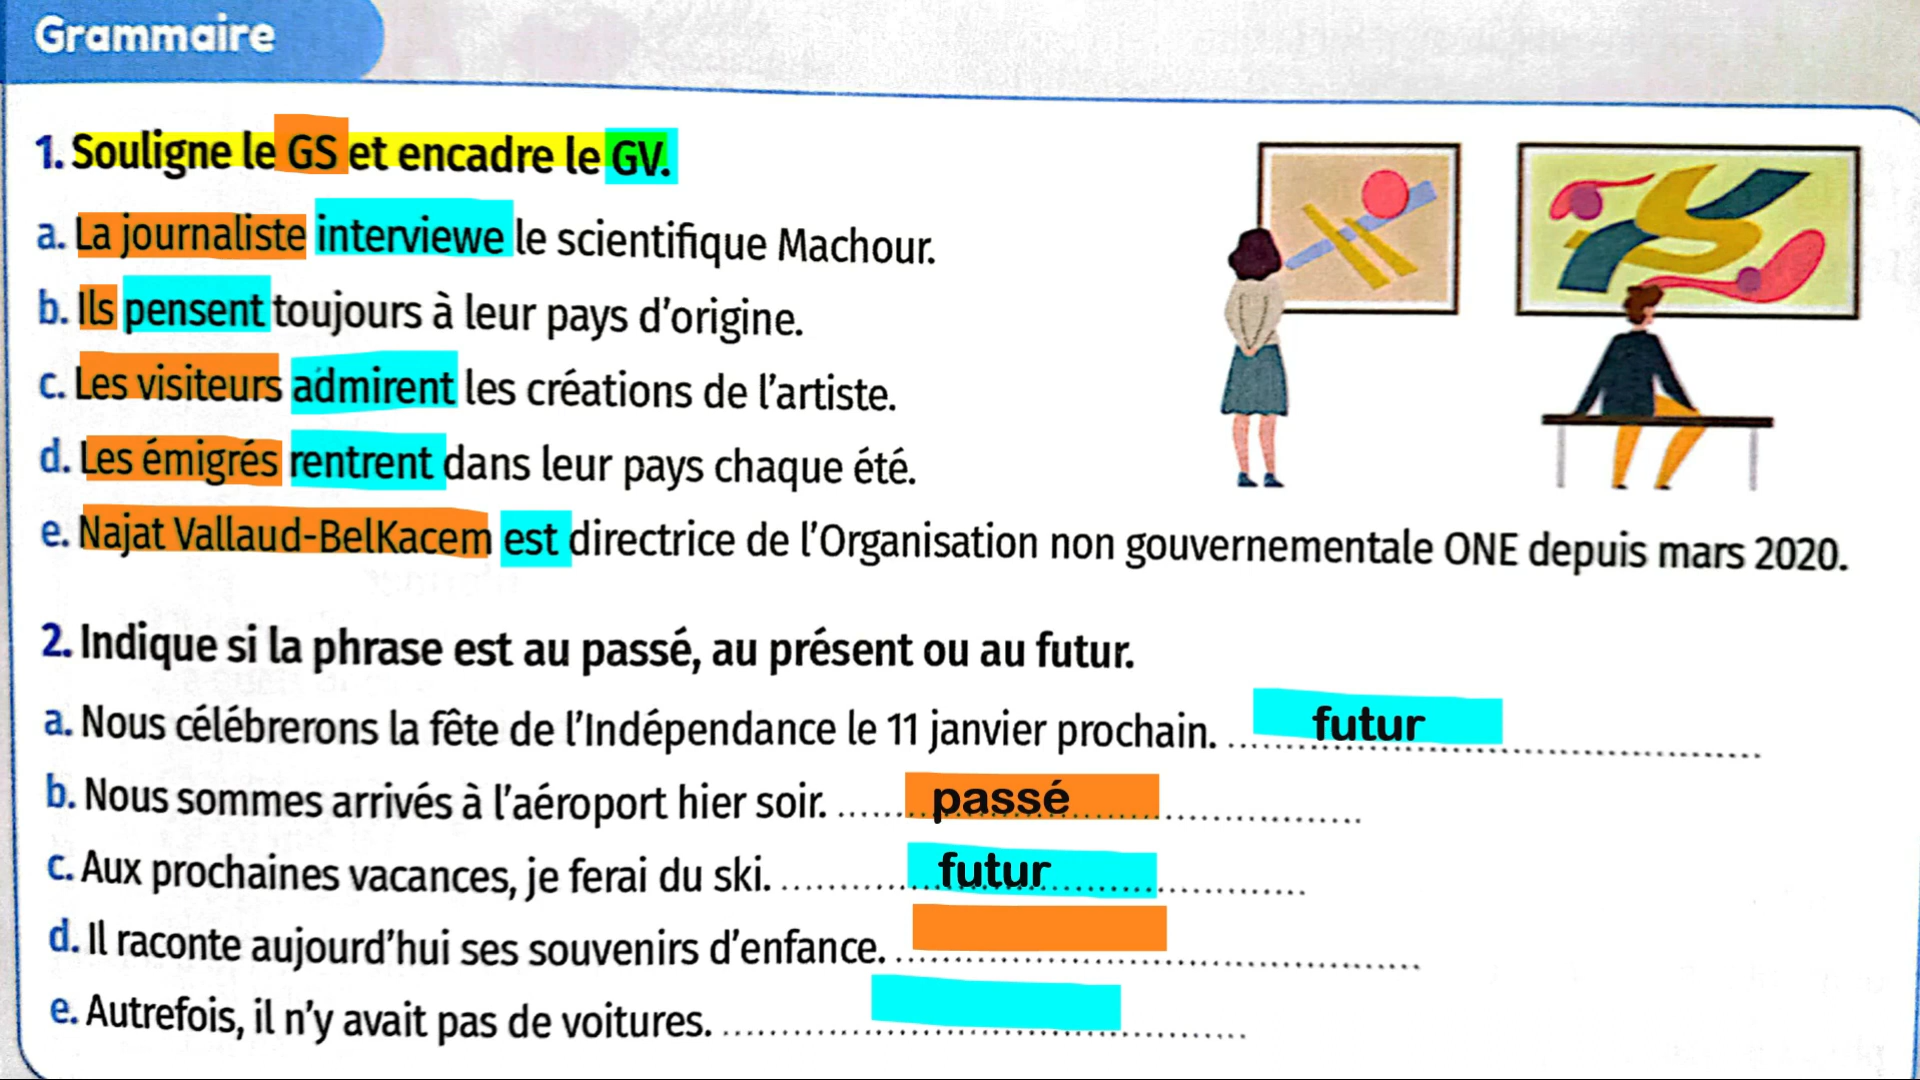 Grammaire
1. Souligne le GS et encadre le GV.
a. La journaliste interviewe le scientifique Machour.
b. Ils pensent toujours à leur pays d'origine.
c. Les visiteurs admirent les créations de l'artiste.
d. Les émigrés rentrent dans leur pays chaque été.
e. Najat Vallaud-BelKacem est directrice de l'Organisation non gouvernementale ONE depuis mars 2020.
2. Indique si la phrase est au passé, au présent ou au futur.
a. Nous célébrerons la fête de l'Indépendance le 11 janvier prochain. futur
b. Nous sommes arrivés à l'aéroport hier soir. passé
c. Aux prochaines vacances, je ferai du ski. futur
d. Il raconte aujourd'hui ses souvenirs d'enfance.
e. Autrefois, il n'y avait pas de voitures.